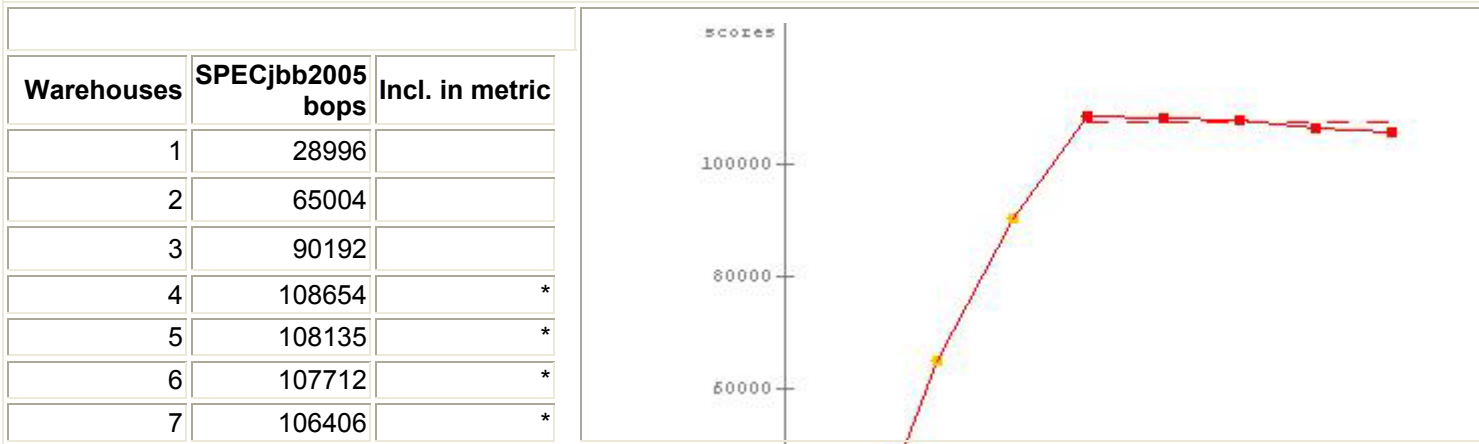 Warehouses SPECjbb2005 bops Incl. in metric
1 28996
2 65004
3 90192
4 108654 *
5 108135 *
6 107712 *
7 106406 *
scores
100000
80000
60000